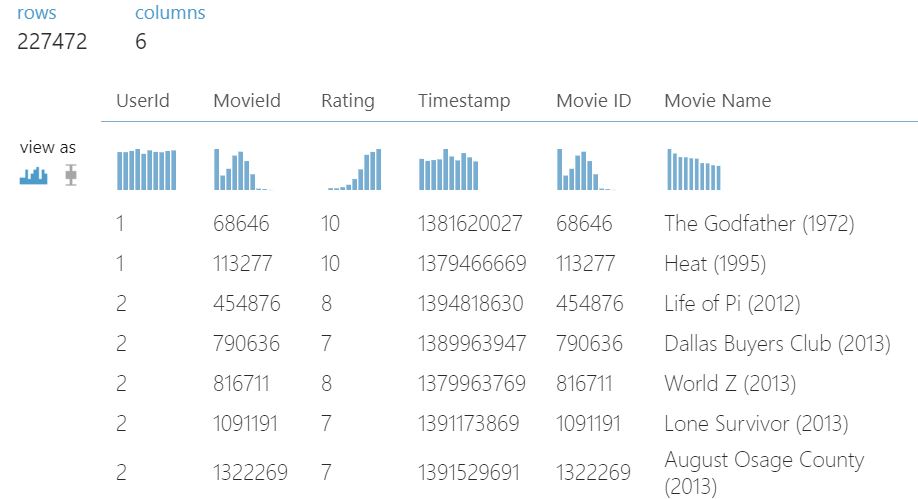 rows columns
227472 6
UserId MovieId Rating Timestamp Movie ID Movie Name
view as
1 68646 10 1381620027 68646 The Godfather (1972)
1 113277 10 1379466669 113277 Heat (1995)
2 454876 8 1394818630 454876 Life of Pi (2012)
2 790636 7 1389963947 790636 Dallas Buyers Club (2013)
2 816711 8 1379963769 816711 World Z (2013)
2 1091191 7 1391173869 1091191 Lone Survivor (2013)
2 1322269 7 1391529691 1322269 August Osage County
(2013)